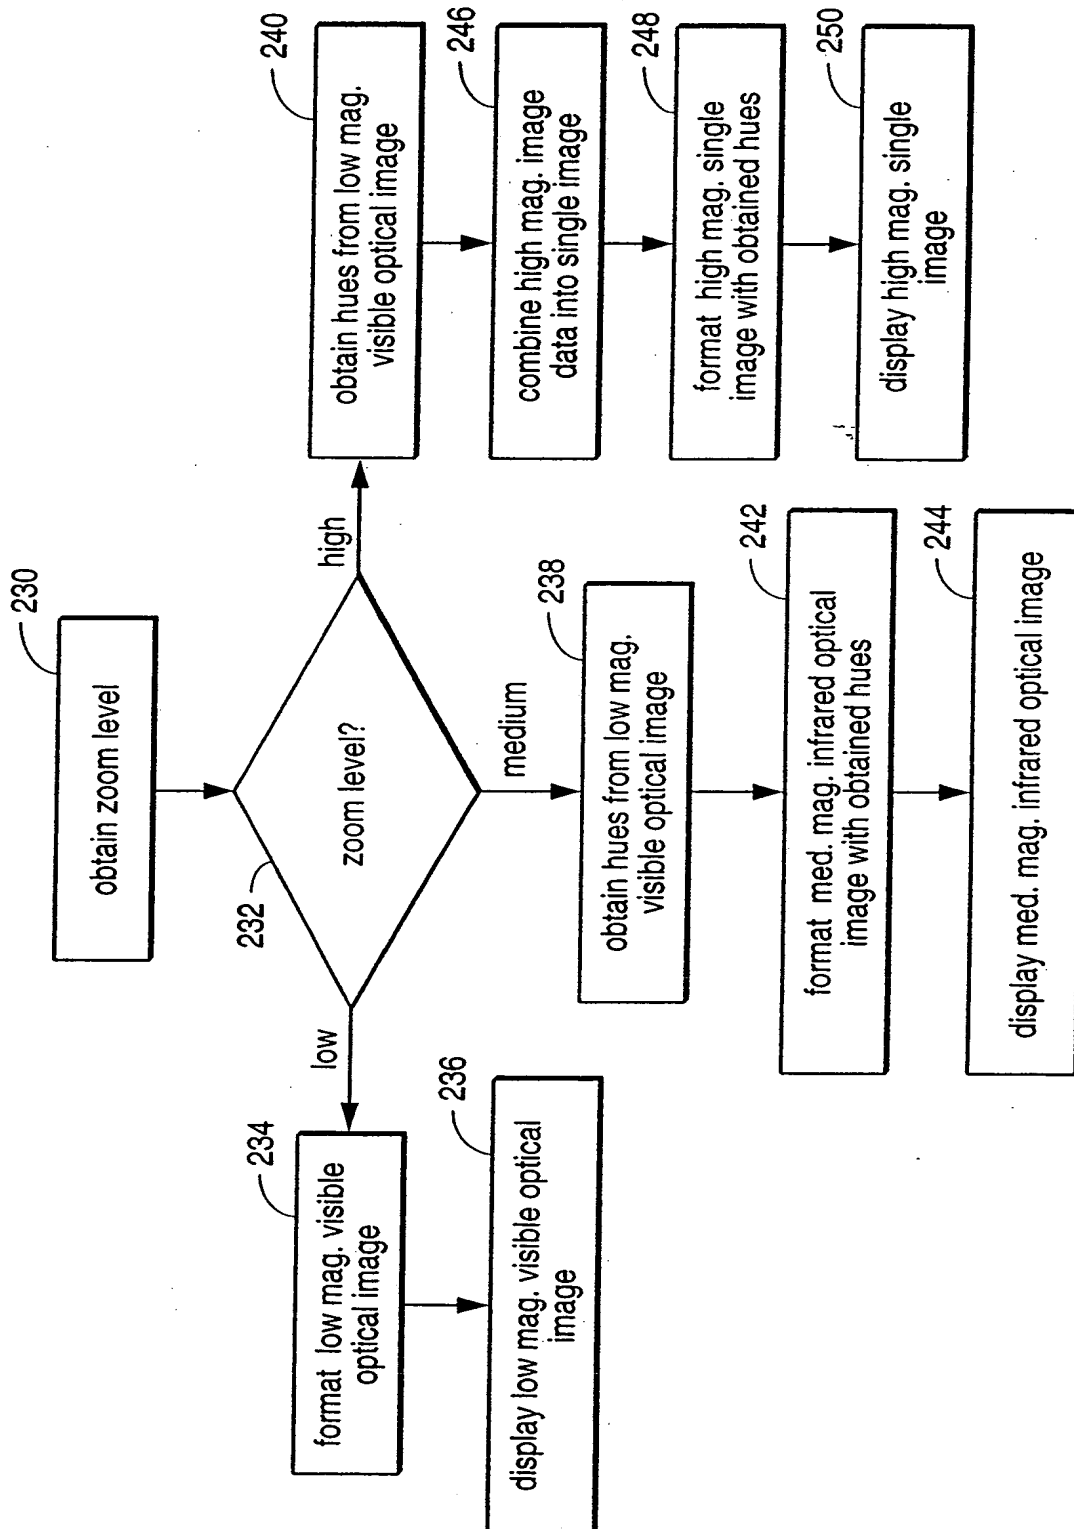 230
obtain zoom level
232
zoom level?
low
medium
high
234
format low mag. visible
optical image
236
display low mag. visible optical
image
238
obtain hues from low mag.
visible optical image
242
format med. mag. infrared optical
image with obtained hues
244
display med. mag. infrared optical image
240
obtain hues from low mag.
visible optical image
246
combine high mag. image
data into single image
248
format high mag. single
image with obtained hues
250
display high mag. single
image